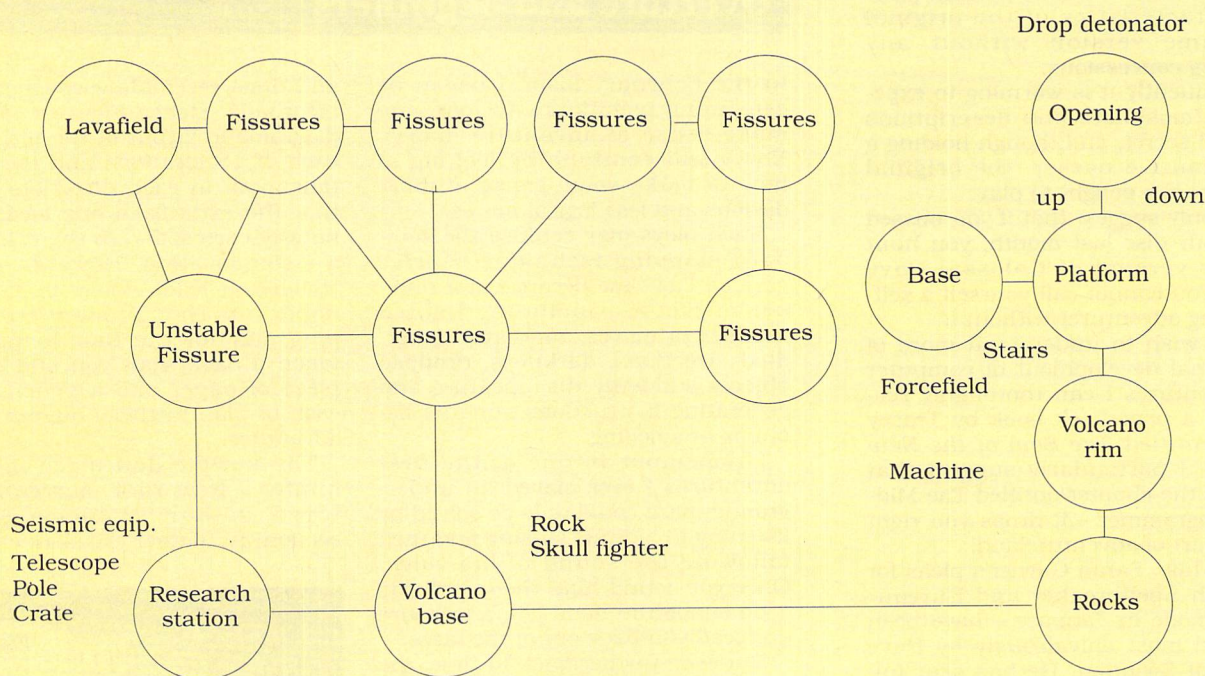 Drop detonator
Lavafield
Fissures
Fissures
Fissures
Fissures
Opening
up
down
Unstable
Fissure
Fissures
Fissures
Base
Platform
Stairs
Forcefield
Volcano
rim
Machine
Seismic eqip.
Telescope
Pole
Crate
Research
station
Volcano
base
Rock
Skull fighter
Rocks